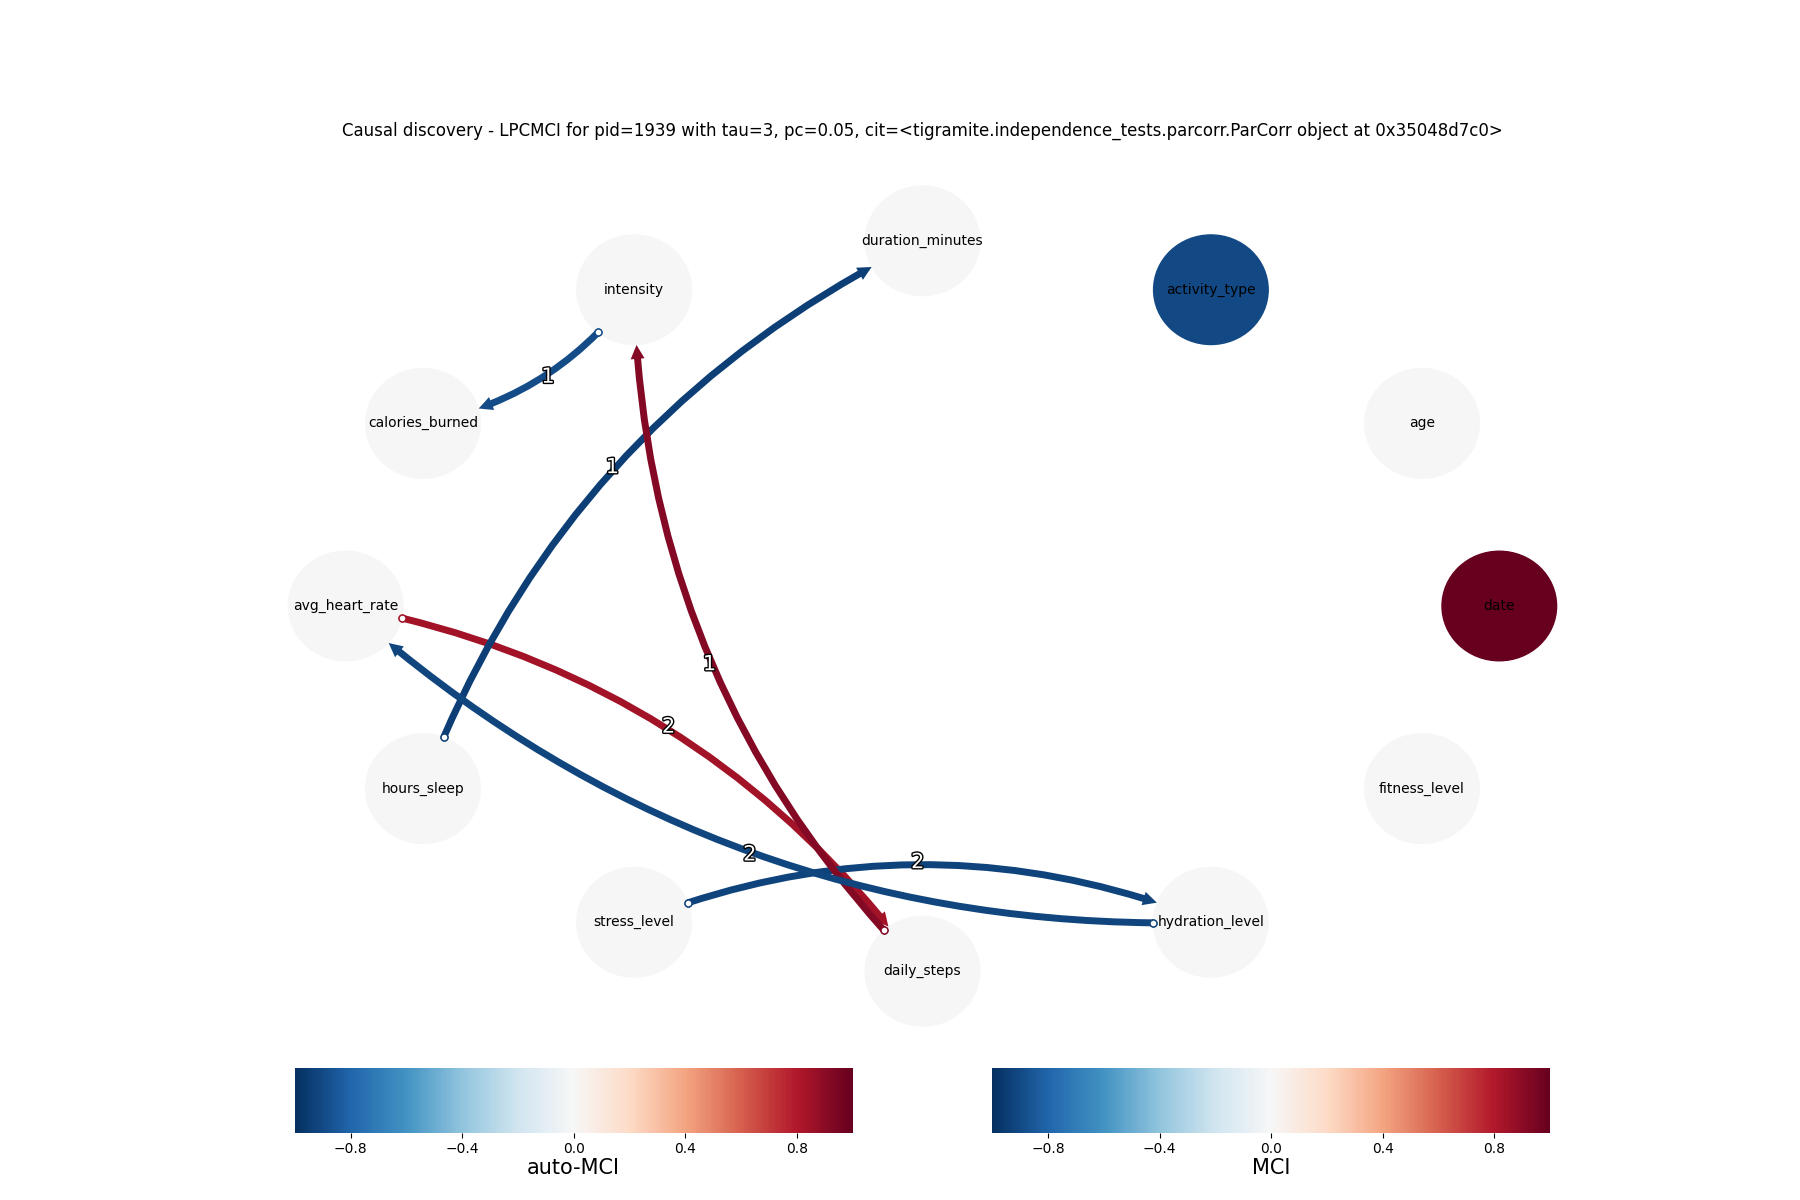 Causal discovery - LPCMCI for pid=1939 with tau=3, pc=0.05, cit=<tigramite.independence_tests.parcorr.ParCorr object at 0x35048d7c0>
duration_minutes
intensity
activity_type
1
calories_burned
age
1
avg_heart_rate
date
1
2
hours_sleep
fitness_level
2
2
stress_level
hydration_level
daily_steps
−0.8 −0.4 0.0 0.4 0.8
auto-MCI
−0.8 −0.4 0.0 0.4 0.8
MCI